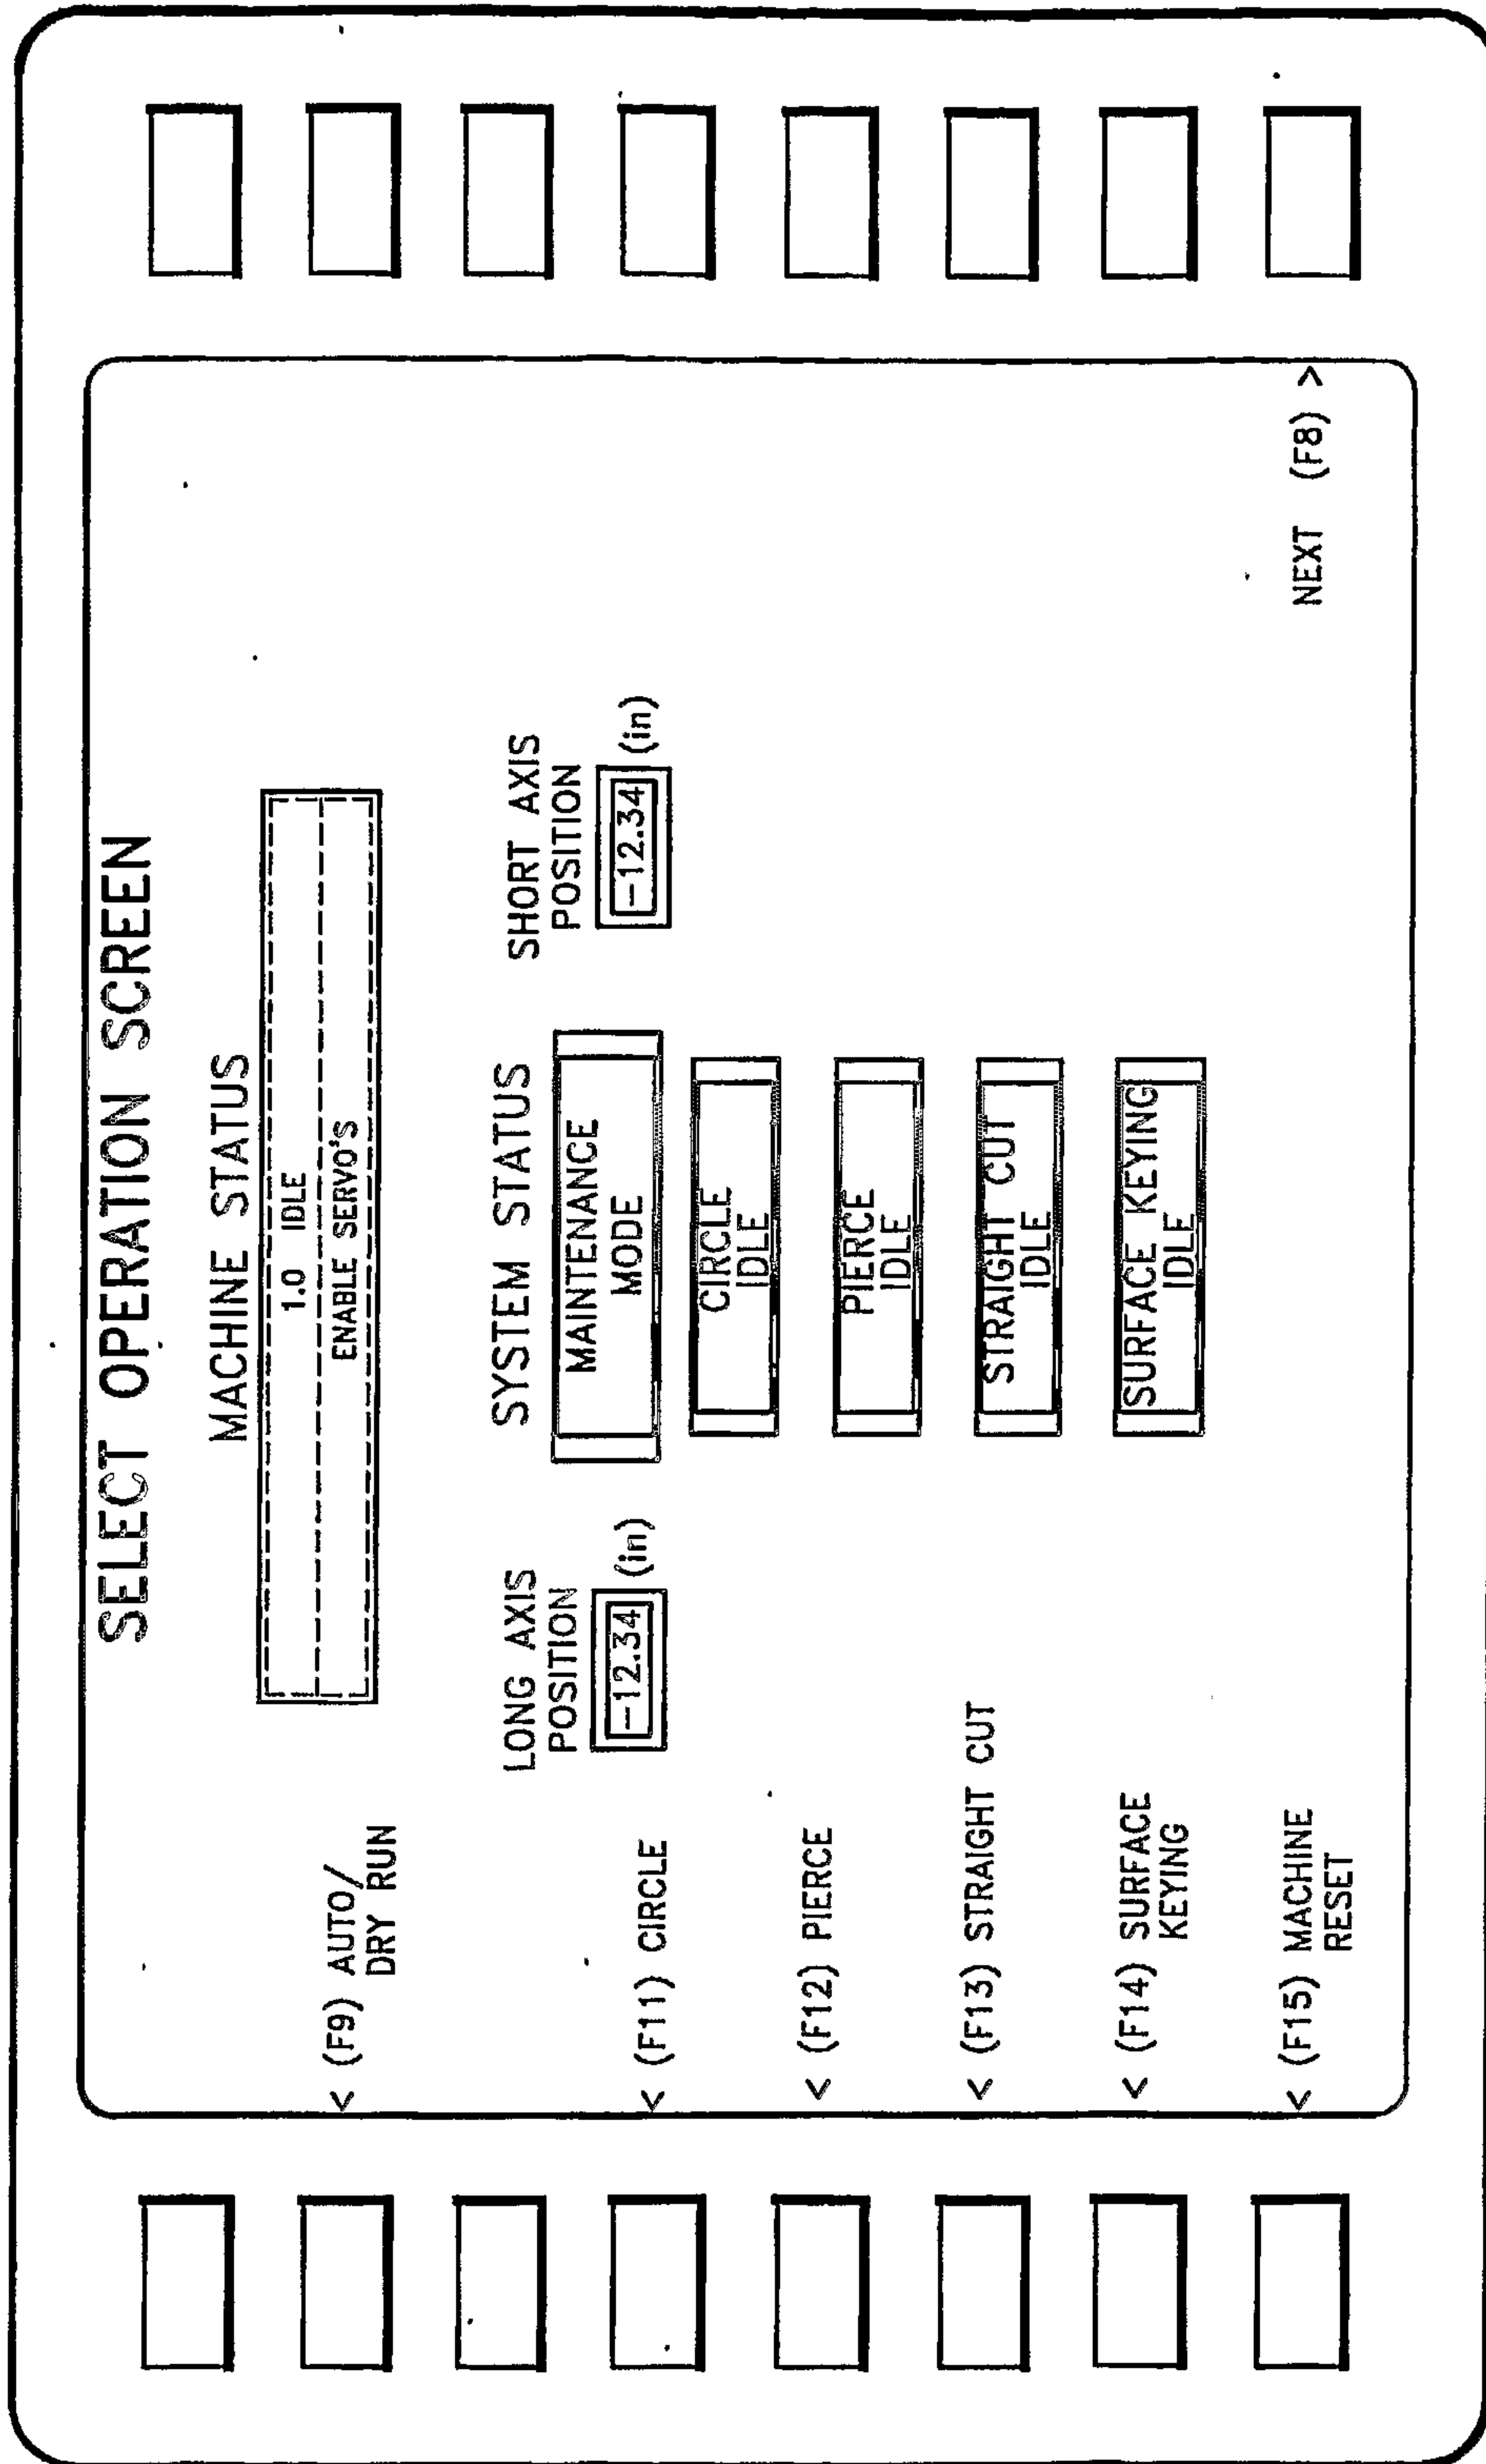 SELECT OPERATION SCREEN
MACHINE STATUS
1.0 IDLE
ENABLE SERVO'S
< (F9) AUTO/
DRY RUN
LONG AXIS
POSITION
-12.34 (in)
SYSTEM STATUS
MAINTENANCE
MODE
SHORT AXIS
POSITION
-12.34 (in)
< (F11) CIRCLE
CIRCLE
IDLE
< (F12) PIERCE
PIERCE
IDLE
< (F13) STRAIGHT CUT
STRAIGHT CUT
IDLE
< (F14) SURFACE
KEYING
SURFACE KEYING
IDLE
< (F15) MACHINE
RESET
NEXT (F8) >